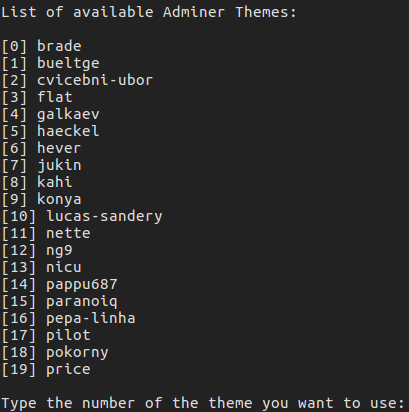 List of available Adminer Themes:
[0] brade
[1] bueltge
[2] cvicebni-ubor
[3] flat
[4] galkaev
[5] haeckel
[6] hever
[7] jukin
[8] kahi
[9] konya
[10] lucas-sandery
[11] nette
[12] ng9
[13] nicu
[14] pappu687
[15] paranoiq
[16] pepa-linha
[17] pilot
[18] pokorny
[19] price
Type the number of the theme you want to use: